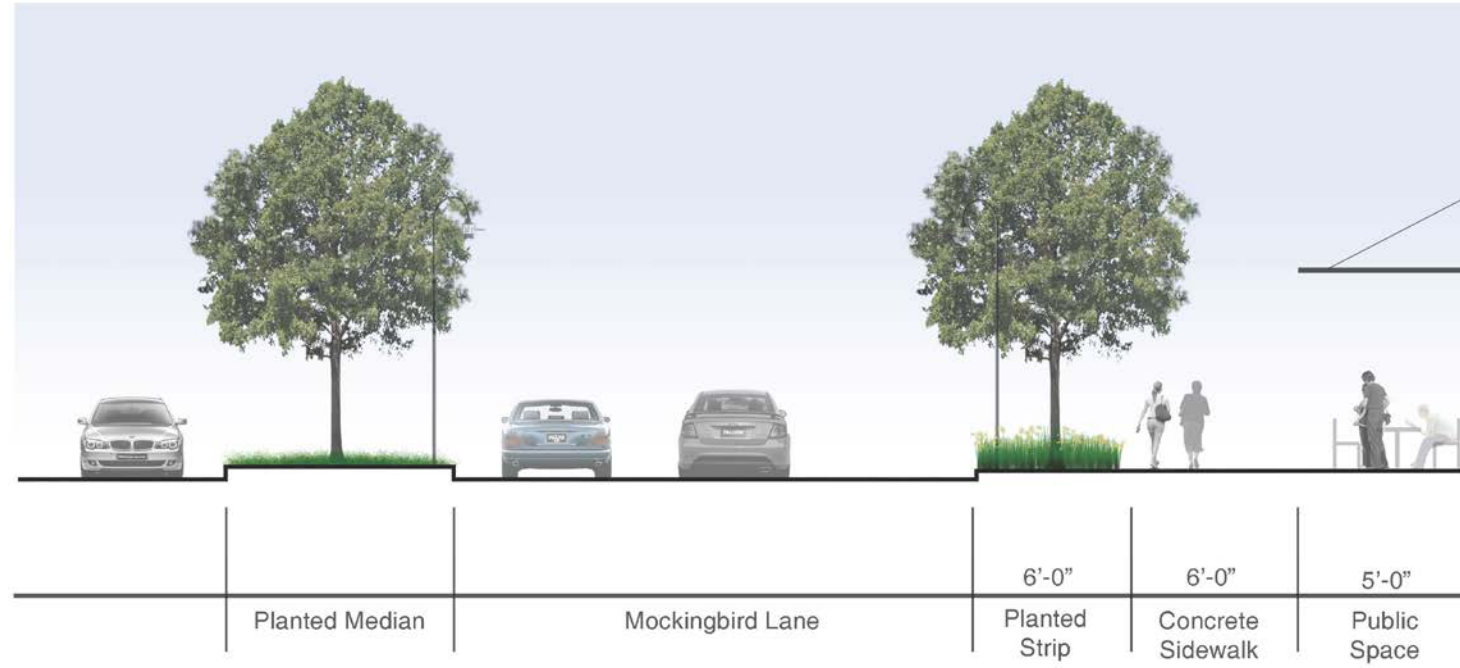 6’-0”
6’-0”
5’-0”
Planted Median
Mockingbird Lane
Planted
Strip
Concrete
Sidewalk
Public
Space